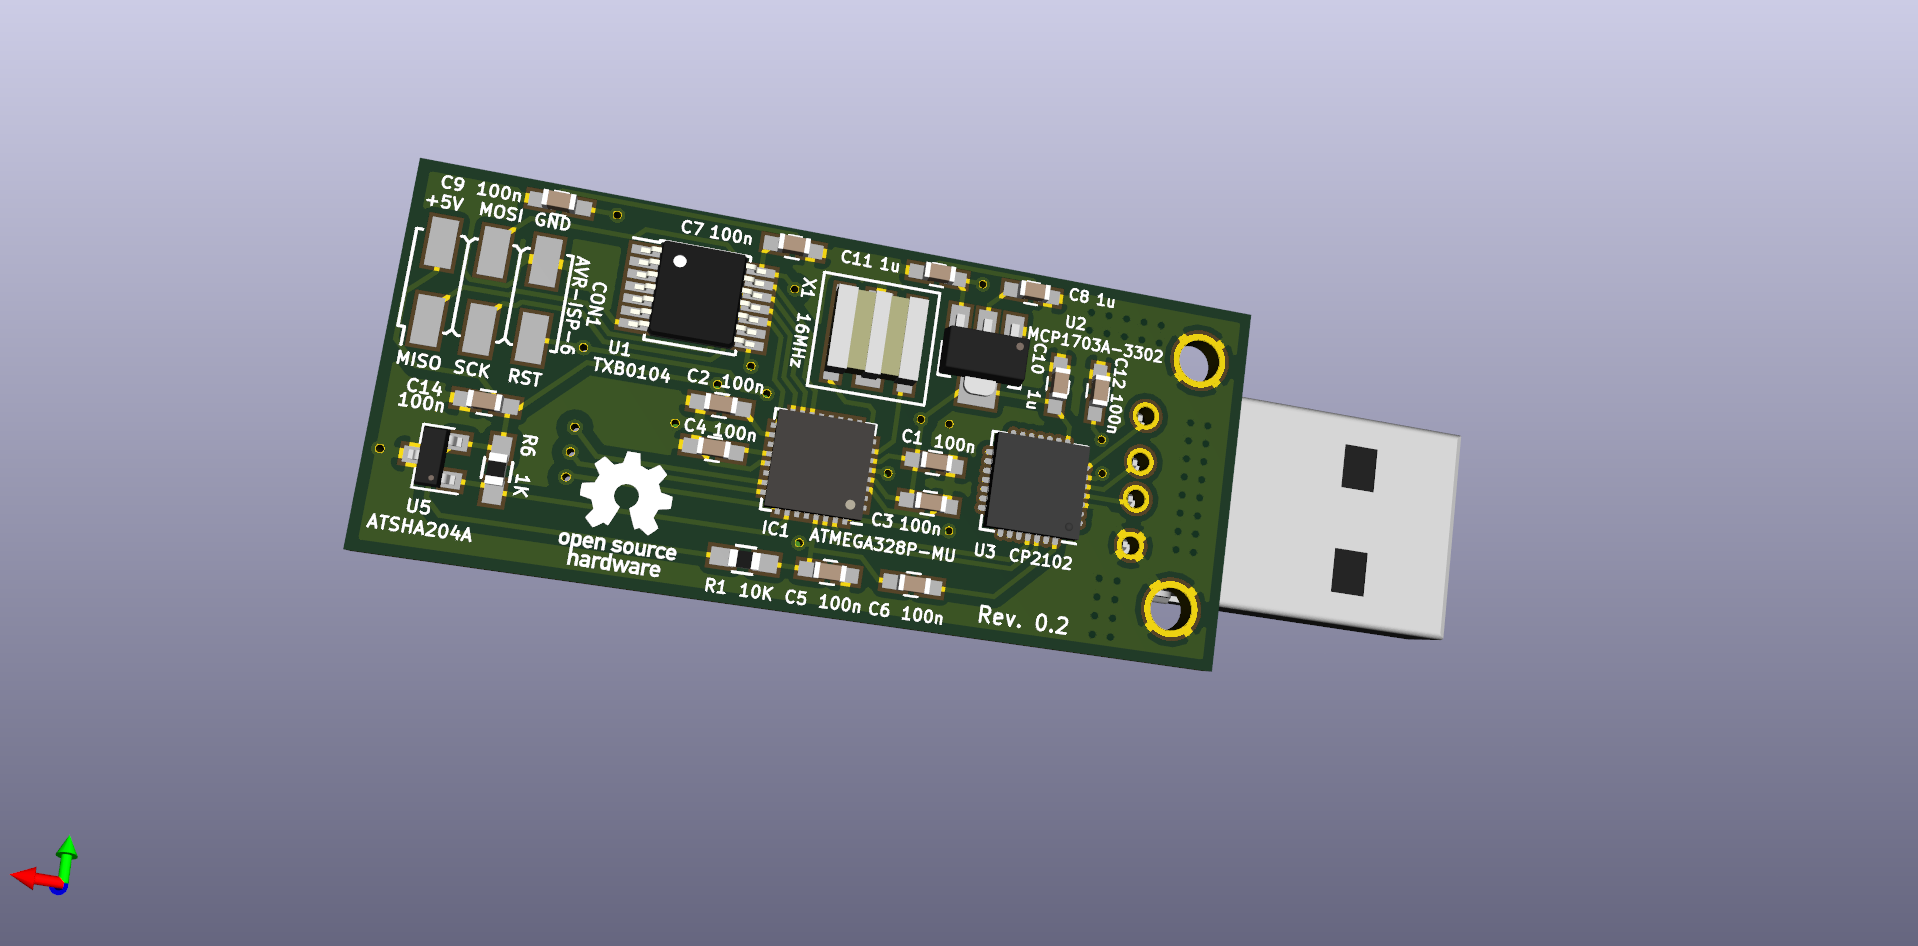 C9 100n
+5V MOSI GND
MISO SCK RST
CON1
AVR-ISP-6
C7 100n
U1
TXB0104
X1 16MHz
C11 1u
C8 1u
U2
MCP1703A-3302
C10 1u
C12 100n
C14
100n
R6 1K
U5
ATSHA204A
C2 100n
C4 100n
C1 100n
C3 100n
IC1 ATMEGA328P-MU
U3 CP2102
open source
hardware
R1 10K
C5 100n
C6 100n
Rev. 0.2